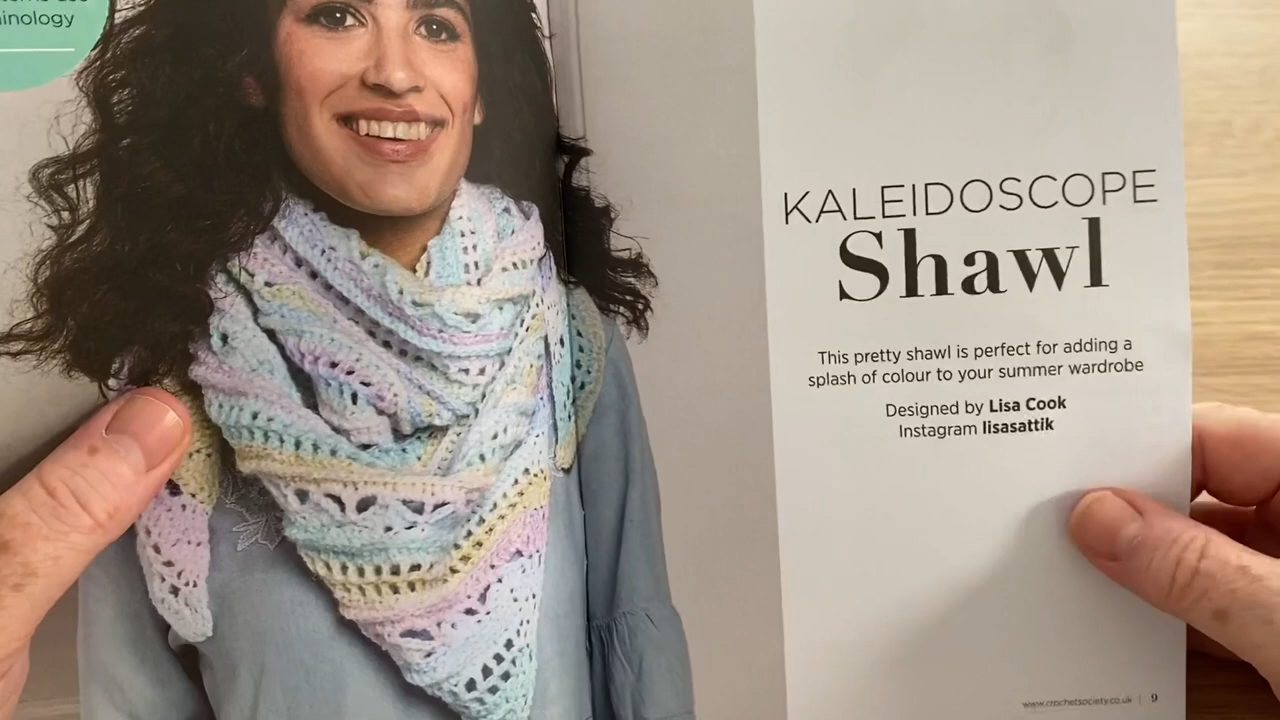 inology
KALEIDOSCOPE
Shawl
This pretty shawl is perfect for adding a
splash of colour to your summer wardrobe
Designed by Lisa Cook
Instagram lisasattik
www.crochetsociety.co.uk | 9